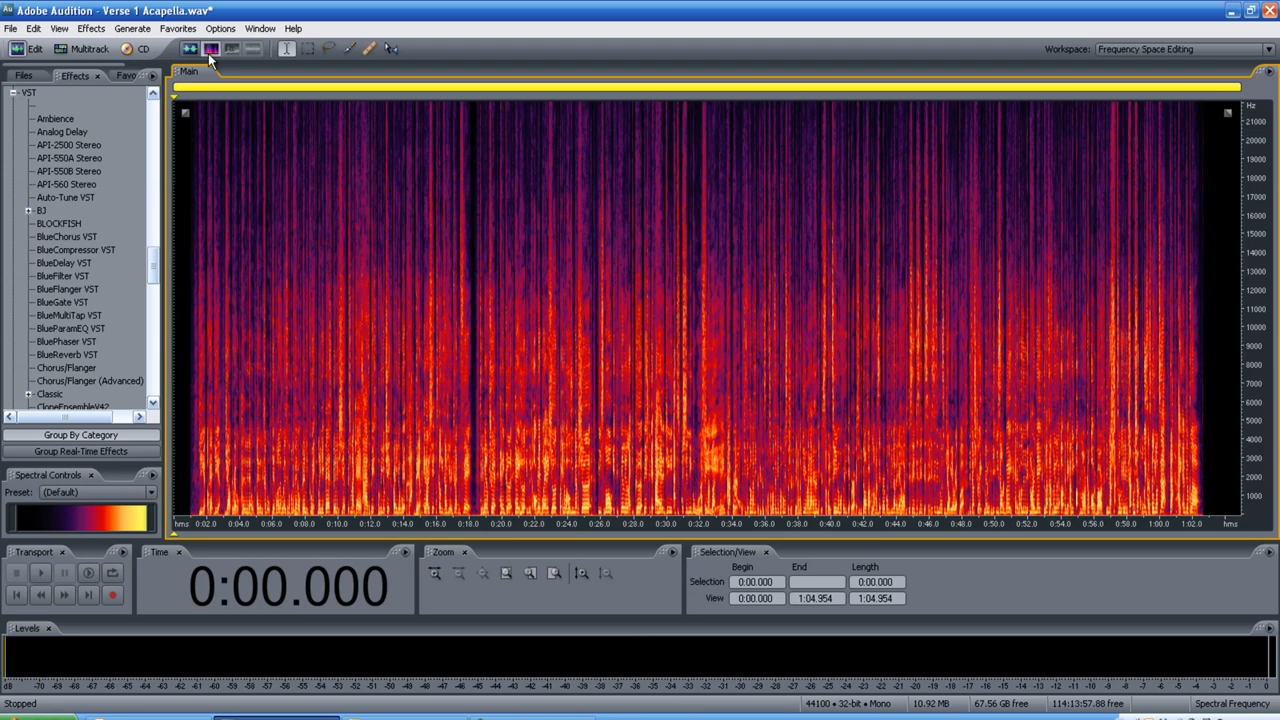 Au Adobe Audition - Verse 1 Acapella.wav*
File Edit View Effects Generate Favorites Options Window Help
Edit Multitrack CD Workspace: Frequency Space Editing
Files Effects Favo Main
VST
Ambience
Analog Delay
API-2500 Stereo
API-550A Stereo
API-550B Stereo
API-560 Stereo
Auto-Tune VST
BJ
BLOCKFISH
BlueChorus VST
BlueCompressor VST
BlueDelay VST
BlueFilter VST
BlueFlanger VST
BlueGate VST
BlueMultiTap VST
BlueParamEQ VST
BluePhaser VST
BlueReverb VST
Chorus/Flanger
Chorus/Flanger (Advanced)
Classic
CloneEnsembleV42
Group By Category
Group Real-Time Effects
Spectral Controls
Preset: (Default)
Hz
21000
20000
19000
18000
17000
16000
15000
14000
13000
12000
11000
10000
9000
8000
7000
6000
5000
4000
3000
2000
1000
hms 0:02.0 0:04.0 0:06.0 0:08.0 0:10.0 0:12.0 0:14.0 0:16.0 0:18.0 0:20.0 0:22.0 0:24.0 0:26.0 0:28.0 0:30.0 0:32.0 0:34.0 0:36.0 0:38.0 0:40.0 0:42.0 0:44.0 0:46.0 0:48.0 0:50.0 0:52.0 0:54.0 0:56.0 0:58.0 1:00.0 1:02.0 hms
Transport Time Zoom Selection/View
0:00.000
Begin End Length
Selection 0:00.000 0:00.000
View 0:00.000 1:04.954 1:04.954
Levels
dB -70 -69 -68 -67 -66 -65 -64 -63 -62 -61 -60 -59 -58 -57 -56 -55 -54 -53 -52 -51 -50 -49 -48 -47 -46 -45 -44 -43 -42 -41 -40 -39 -38 -37 -36 -35 -34 -33 -32 -31 -30 -29 -28 -27 -26 -25 -24 -23 -22 -21 -20 -19 -18 -17 -16 -15 -14 -13 -12 -11 -10 -9 -8 -7 -6 -5 -4 -3 -2 -1 0
Stopped 44100 • 32-bit • Mono 10.92 MB 67.56 GB free 114:13:57.88 free Spectral Frequency